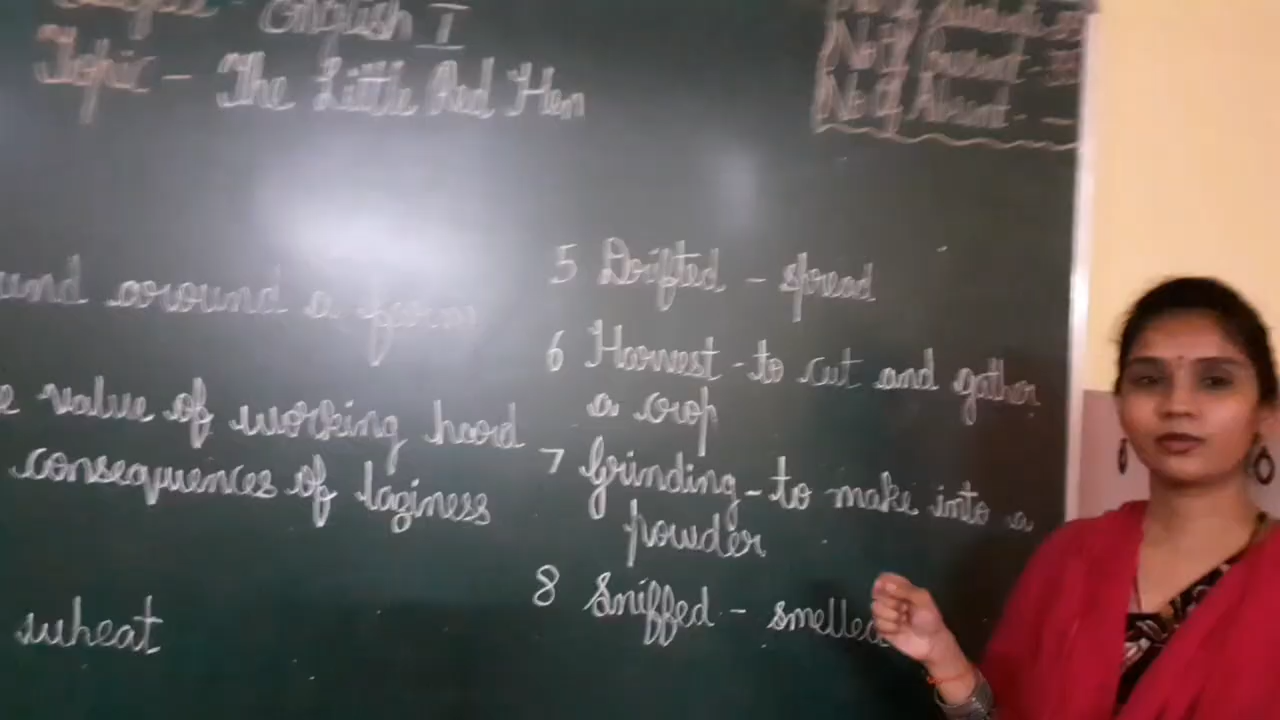 English I
Topic - The Little Red Hen
No of Present -
No of Absent -
around a farm
value of working hard
consequences of laziness
wheat
5 Drifted - spread
6 Harvest - to cut and gather
a crop
7 Grinding - to make into a
powder
8 Sniffed - smelled